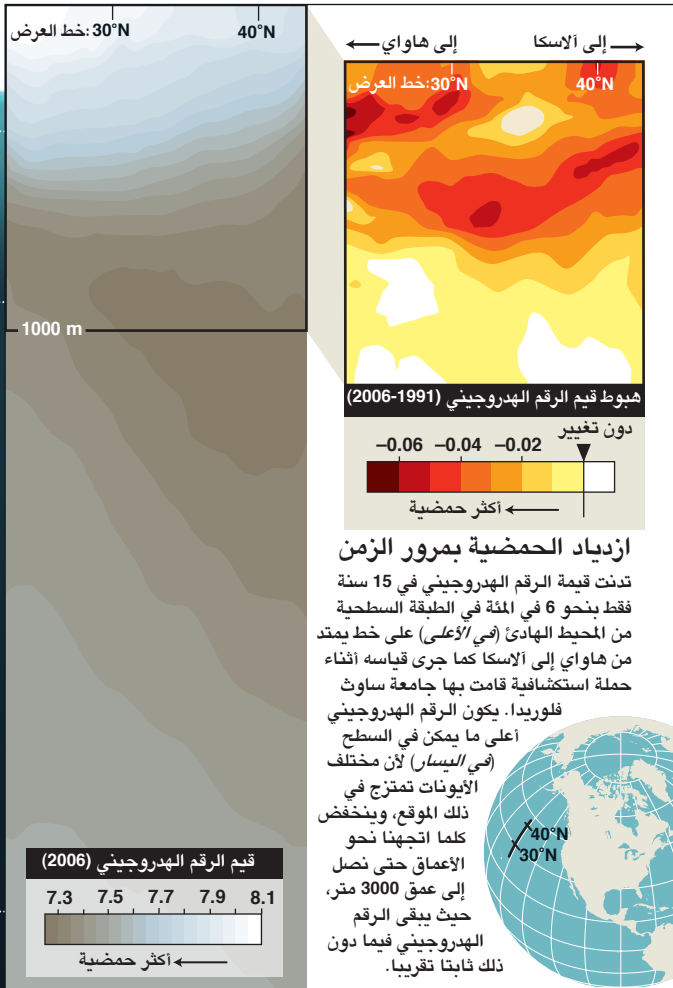 خط العرض: 30°N 40°N
1000 m
قيم الرقم الهدروجيني (2006)
7.3 7.5 7.7 7.9 8.1
أكثر حمضية
إلى آلاسكا
إلى هاواي
خط العرض: 30°N 40°N
هبوط قيم الرقم الهدروجيني (1991-2006)
دون تغيير
–0.06 –0.04 –0.02
أكثر حمضية
ازدياد الحمضية بمرور الزمن
تدنت قيمة الرقم الهدروجيني في 15 سنة
فقط بنحو 6 في المئة في الطبقة السطحية
من المحيط الهادئ (في الأعلى) على خط يمتد
من هاواي إلى آلاسكا كما جرى قياسه أثناء
حملة استكشافية قامت بها جامعة ساوث
فلوريدا. يكون الرقم الهدروجيني
أعلى ما يمكن في السطح
(في اليسار) لأن مختلف
الأيونات تمتزج في
ذلك الموقع، وينخفض
كلما اتجهنا نحو
الأعماق حتى نصل
إلى عمق 3000 متر،
حيث يبقى الرقم
الهدروجيني فيما دون
ذلك ثابتا تقريبا.
40°N
30°N